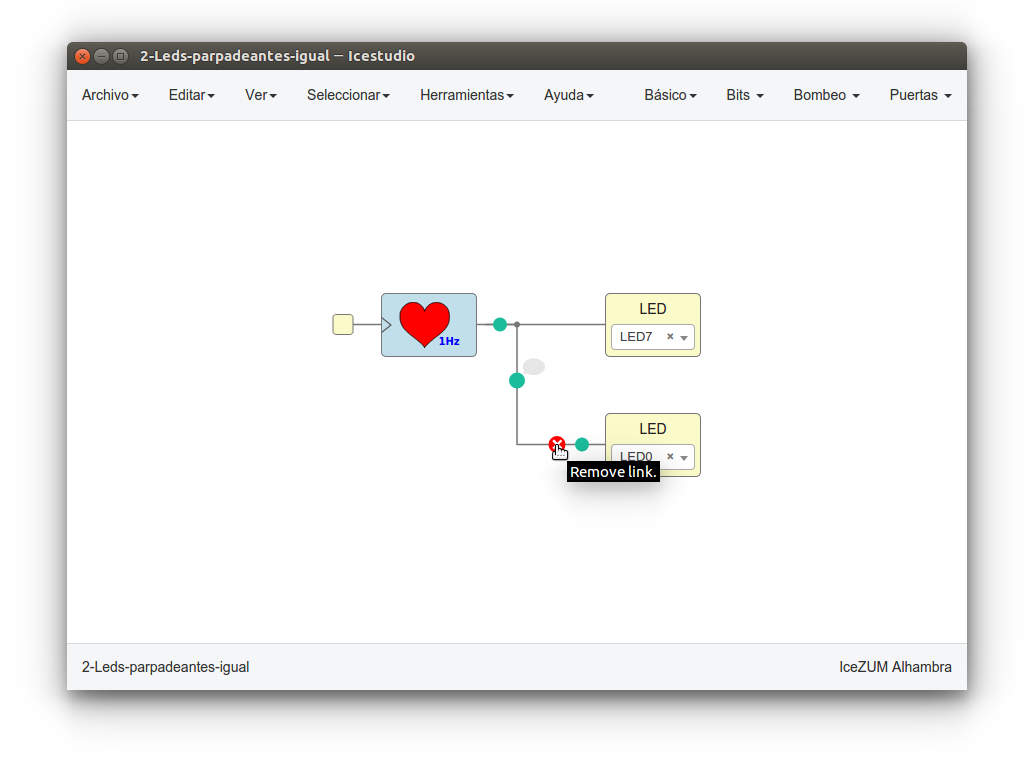 2-Leds-parpadeantes-igual — Icestudio
Archivo Editar Ver Seleccionar Herramientas Ayuda Básico Bits Bombeo Puertas
LED
LED7
1Hz
LED
LED0
Remove link.
2-Leds-parpadeantes-igual IceZUM Alhambra